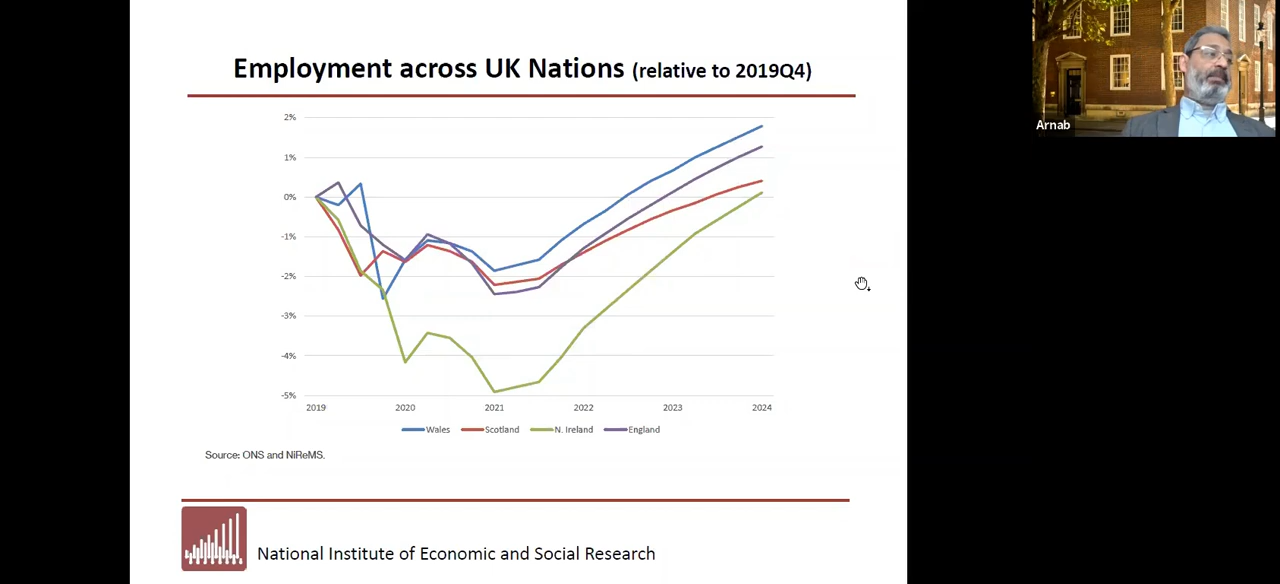 Employment across UK Nations (relative to 2019Q4)
Arnab
2%
1%
0%
-1%
-2%
-3%
-4%
-5%
2019 2020 2021 2022 2023 2024
Wales Scotland N. Ireland England
Source: ONS and NiReMS.
National Institute of Economic and Social Research